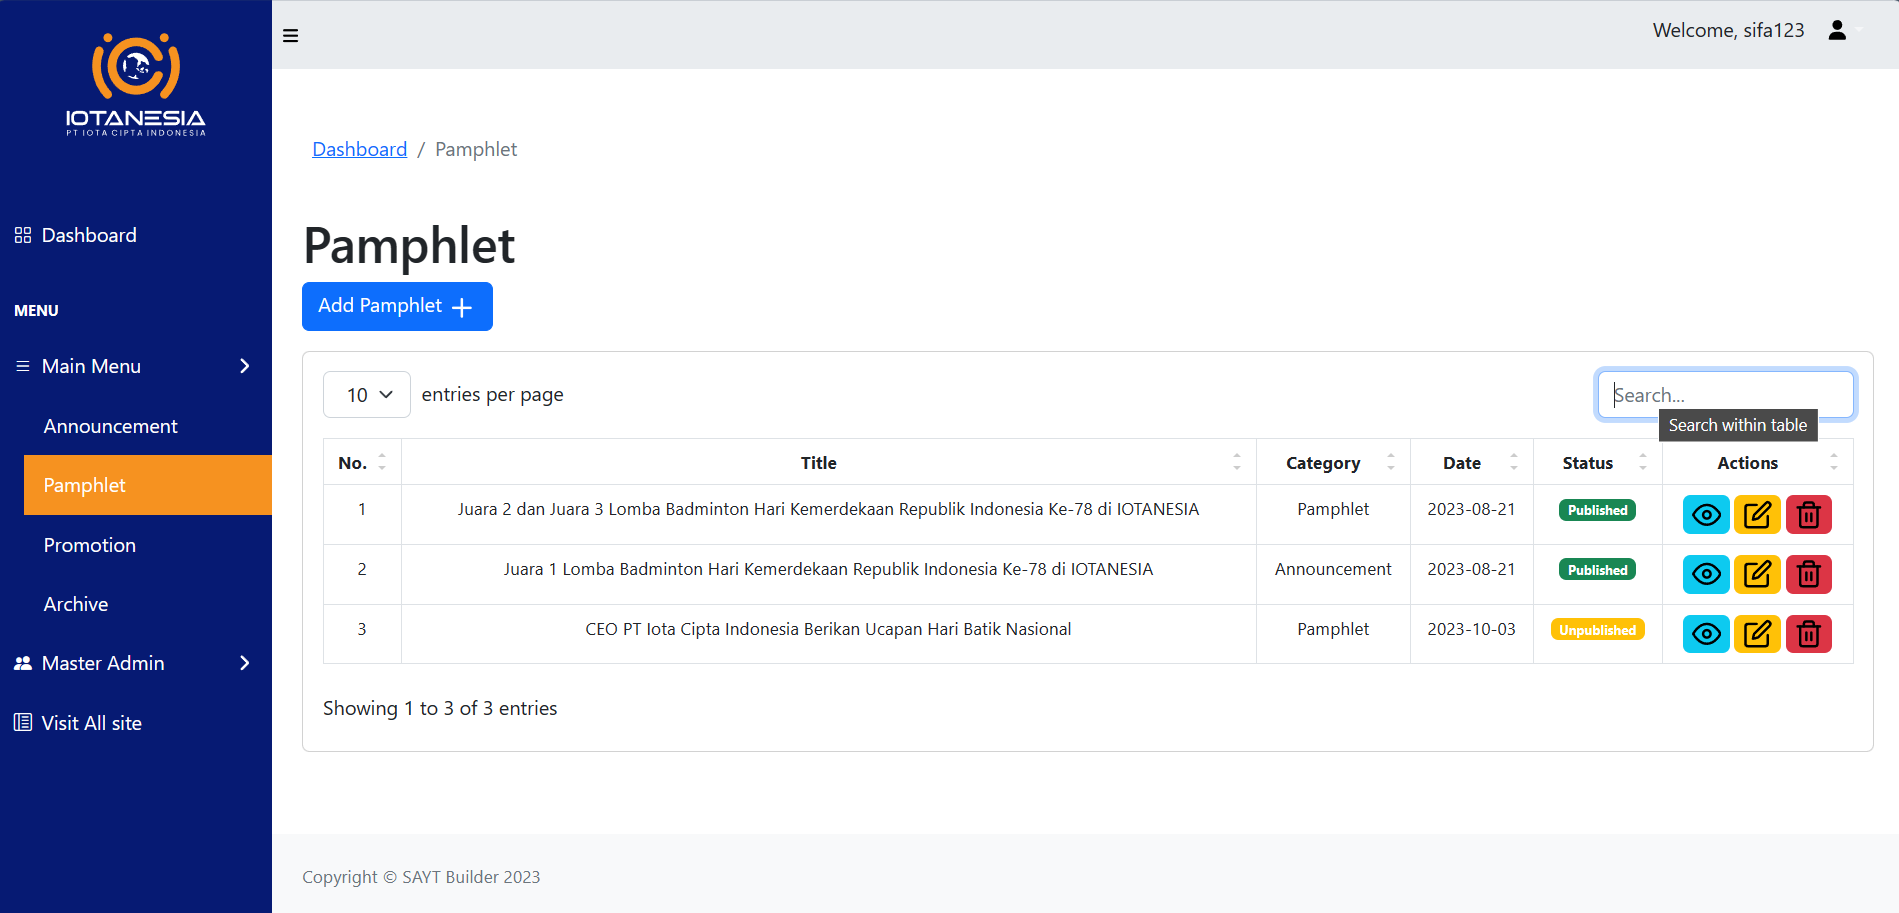 IOTANESIA
PT IOTA CIPTA INDONESIA
Dashboard
MENU
Main Menu
Announcement
Pamphlet
Promotion
Archive
Master Admin
Visit All site
Welcome, sifa123
Dashboard / Pamphlet
Pamphlet
Add Pamphlet
10 entries per page
Search...
Search within table
No. Title Category Date Status Actions
1 Juara 2 dan Juara 3 Lomba Badminton Hari Kemerdekaan Republik Indonesia Ke-78 di IOTANESIA Pamphlet 2023-08-21 Published
2 Juara 1 Lomba Badminton Hari Kemerdekaan Republik Indonesia Ke-78 di IOTANESIA Announcement 2023-08-21 Published
3 CEO PT Iota Cipta Indonesia Berikan Ucapan Hari Batik Nasional Pamphlet 2023-10-03 Unpublished
Showing 1 to 3 of 3 entries
Copyright © SAYT Builder 2023